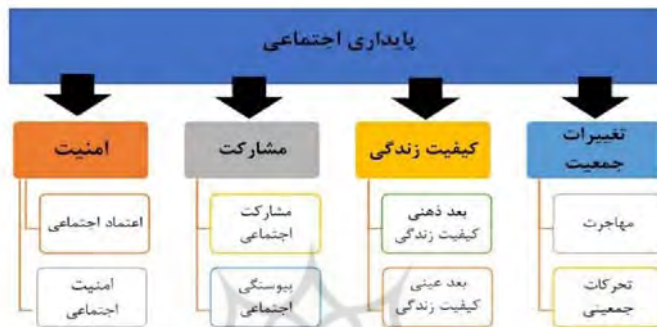 پایداری اجتماعی
تغییرات
جمعیت
کیفیت زندگی
مشارکت
امنیت
مهاجرت
بعد ذهنی
کیفیت زندگی
مشارکت
اجتماعی
اعتماد اجتماعی
تحرکات
جمعینی
بعد عینی
کیفیت زندگی
پیوستگی
اجتماعی
امنیت
اجتماعی